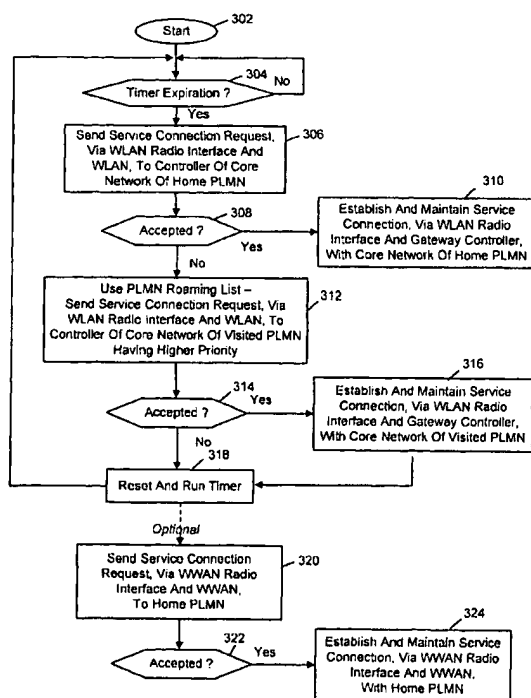 302
Start
304
Timer Expiration ?
No
Yes
Send Service Connection Request,
Via WLAN Radio Interface And
WLAN, To Controller Of Core
Network Of Home PLMN
306
308
Accepted ?
Yes
No
310
Establish And Maintain Service
Connection, Via WLAN Radio
Interface And Gateway Controller,
With Core Network Of Home PLMN
Use PLMN Roaming List –
Send Service Connection Request, Via
WLAN Radio Interface And WLAN, To
Controller Of Core Network Of Visited PLMN
Having Higher Priority
312
314
Accepted ?
Yes
No
316
Establish And Maintain Service
Connection, Via WLAN Radio
Interface And Gateway Controller,
With Core Network Of Visited PLMN
318
Reset And Run Timer
Optional
Send Service Connection
Request, Via WWAN Radio
Interface And WWAN,
To Home PLMN
320
322
Accepted ?
Yes
324
Establish And Maintain Service
Connection, Via WWAN Radio
Interface And WWAN,
With Home PLMN